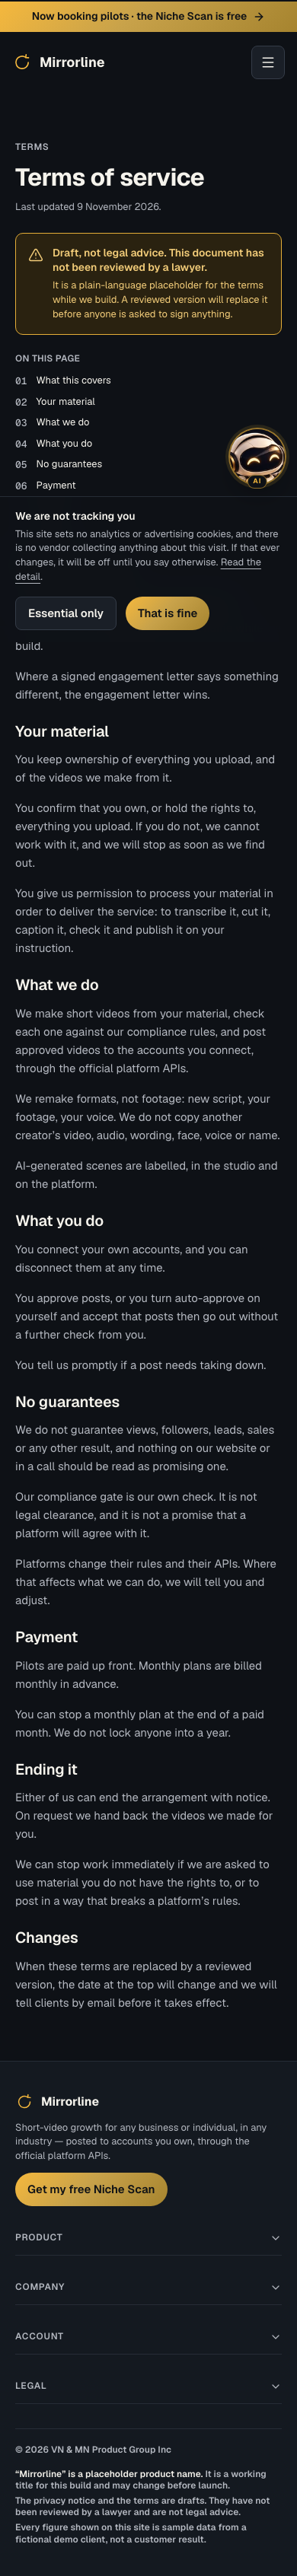 Now booking pilots · the Niche Scan is free →
Mirrorline
TERMS
Terms of service
Last updated 9 November 2026.
Draft, not legal advice. This document has
not been reviewed by a lawyer.
It is a plain-language placeholder for the terms
while we build. A reviewed version will replace it
before anyone is asked to sign anything.
ON THIS PAGE
01 What this covers
02 Your material
03 What we do
04 What you do
05 No guarantees
06 Payment
AI
We are not tracking you
This site sets no analytics or advertising cookies, and there
is no vendor collecting anything about this visit. If that ever
changes, it will be off until you say otherwise. Read the
detail.
Essential only
That is fine
build.
Where a signed engagement letter says something
different, the engagement letter wins.
Your material
You keep ownership of everything you upload, and
of the videos we make from it.
You confirm that you own, or hold the rights to,
everything you upload. If you do not, we cannot
work with it, and we will stop as soon as we find
out.
You give us permission to process your material in
order to deliver the service: to transcribe it, cut it,
caption it, check it and publish it on your
instruction.
What we do
We make short videos from your material, check
each one against our compliance rules, and post
approved videos to the accounts you connect,
through the official platform APIs.
We remake formats, not footage: new script, your
footage, your voice. We do not copy another
creator's video, audio, wording, face, voice or name.
AI-generated scenes are labelled, in the studio and
on the platform.
What you do
You connect your own accounts, and you can
disconnect them at any time.
You approve posts, or you turn auto-approve on
yourself and accept that posts then go out without
a further check from you.
You tell us promptly if a post needs taking down.
No guarantees
We do not guarantee views, followers, leads, sales
or any other result, and nothing on our website or
in a call should be read as promising one.
Our compliance gate is our own check. It is not
legal clearance, and it is not a promise that a
platform will agree with it.
Platforms change their rules and their APIs. Where
that affects what we can do, we will tell you and
adjust.
Payment
Pilots are paid up front. Monthly plans are billed
monthly in advance.
You can stop a monthly plan at the end of a paid
month. We do not lock anyone into a year.
Ending it
Either of us can end the arrangement with notice.
On request we hand back the videos we made for
you.
We can stop work immediately if we are asked to
use material you do not have the rights to, or to
post in a way that breaks a platform's rules.
Changes
When these terms are replaced by a reviewed
version, the date at the top will change and we will
tell clients by email before it takes effect.
Mirrorline
Short-video growth for any business or individual, in any
industry — posted to accounts you own, through the
official platform APIs.
Get my free Niche Scan
PRODUCT
COMPANY
ACCOUNT
LEGAL
© 2026 VN & MN Product Group Inc
“Mirrorline” is a placeholder product name. It is a working
title for this build and may change before launch.
The privacy notice and the terms are drafts. They have not
been reviewed by a lawyer and are not legal advice.
Every figure shown on this site is sample data from a
fictional demo client, not a customer result.